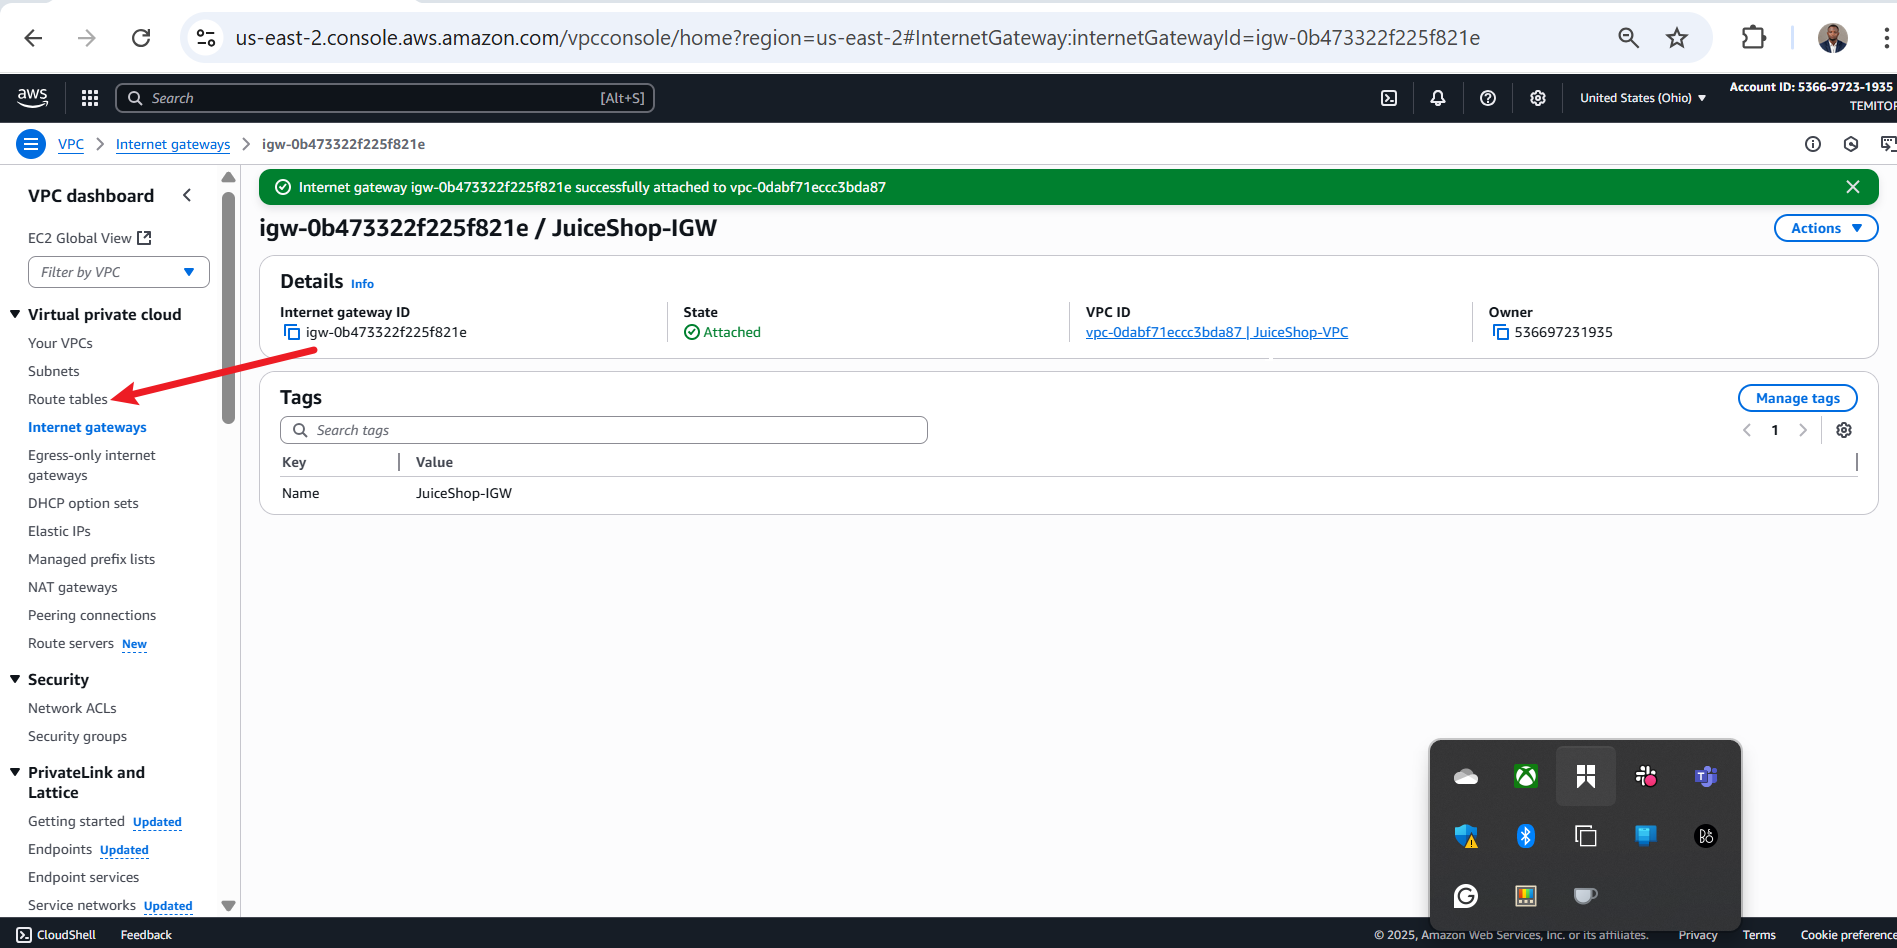 us-east-2.console.aws.amazon.com/vpcconsole/home?region=us-east-2#InternetGateway:internetGatewayId=igw-0b473322f225f821e
aws
Search [Alt+S]
United States (Ohio)
Account ID: 5366-9723-1935
TEMITOP
VPC
Internet gateways
igw-0b473322f225f821e
VPC dashboard
EC2 Global View
Filter by VPC
Virtual private cloud
Your VPCs
Subnets
Route tables
Internet gateways
Egress-only internet
gateways
DHCP option sets
Elastic IPs
Managed prefix lists
NAT gateways
Peering connections
Route servers New
Security
Network ACLs
Security groups
PrivateLink and
Lattice
Getting started Updated
Endpoints Updated
Endpoint services
Service networks Updated
Internet gateway igw-0b473322f225f821e successfully attached to vpc-0dabf71eccc3bda87
igw-0b473322f225f821e / JuiceShop-IGW
Actions
Details Info
Internet gateway ID
igw-0b473322f225f821e
State
Attached
VPC ID
vpc-0dabf71eccc3bda87 | JuiceShop-VPC
Owner
536697231935
Tags
Manage tags
Search tags
1
Key Value
Name JuiceShop-IGW
CloudShell Feedback
© 2025, Amazon Web Services, Inc. or its affiliates. Privacy Terms Cookie preference